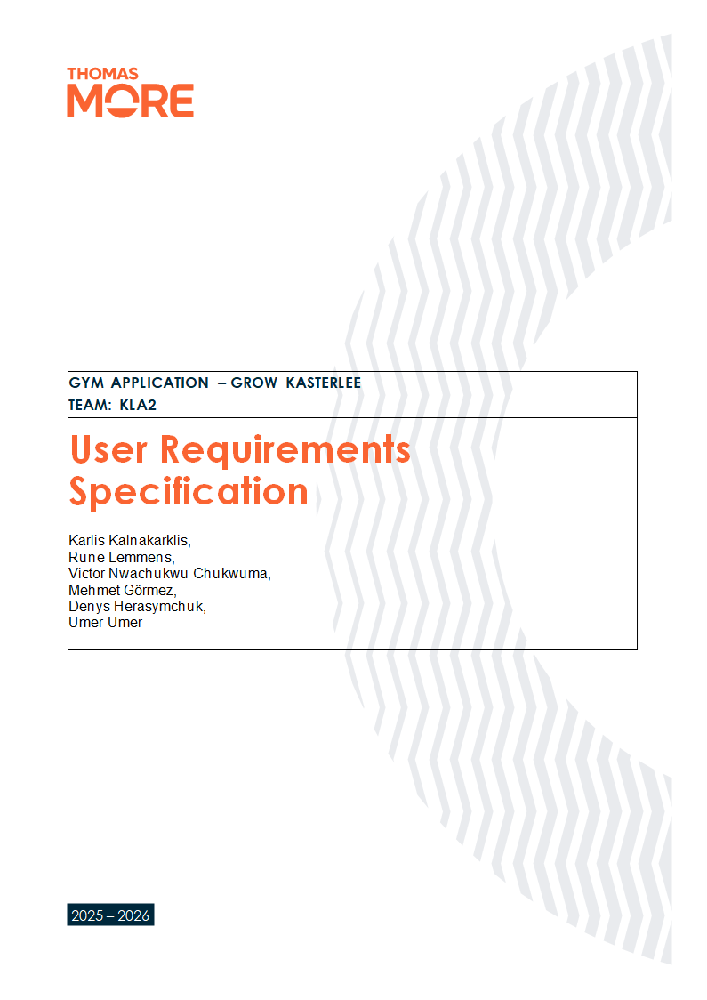 THOMAS
MORE
GYM APPLICATION – GROW KASTERLEE
TEAM: KLA2
User Requirements
Specification
Karlis Kalnakarklis,
Rune Lemmens,
Victor Nwachukwu Chukwuma,
Mehmet Görmez,
Denys Herasymchuk,
Umer Umer
2025 – 2026